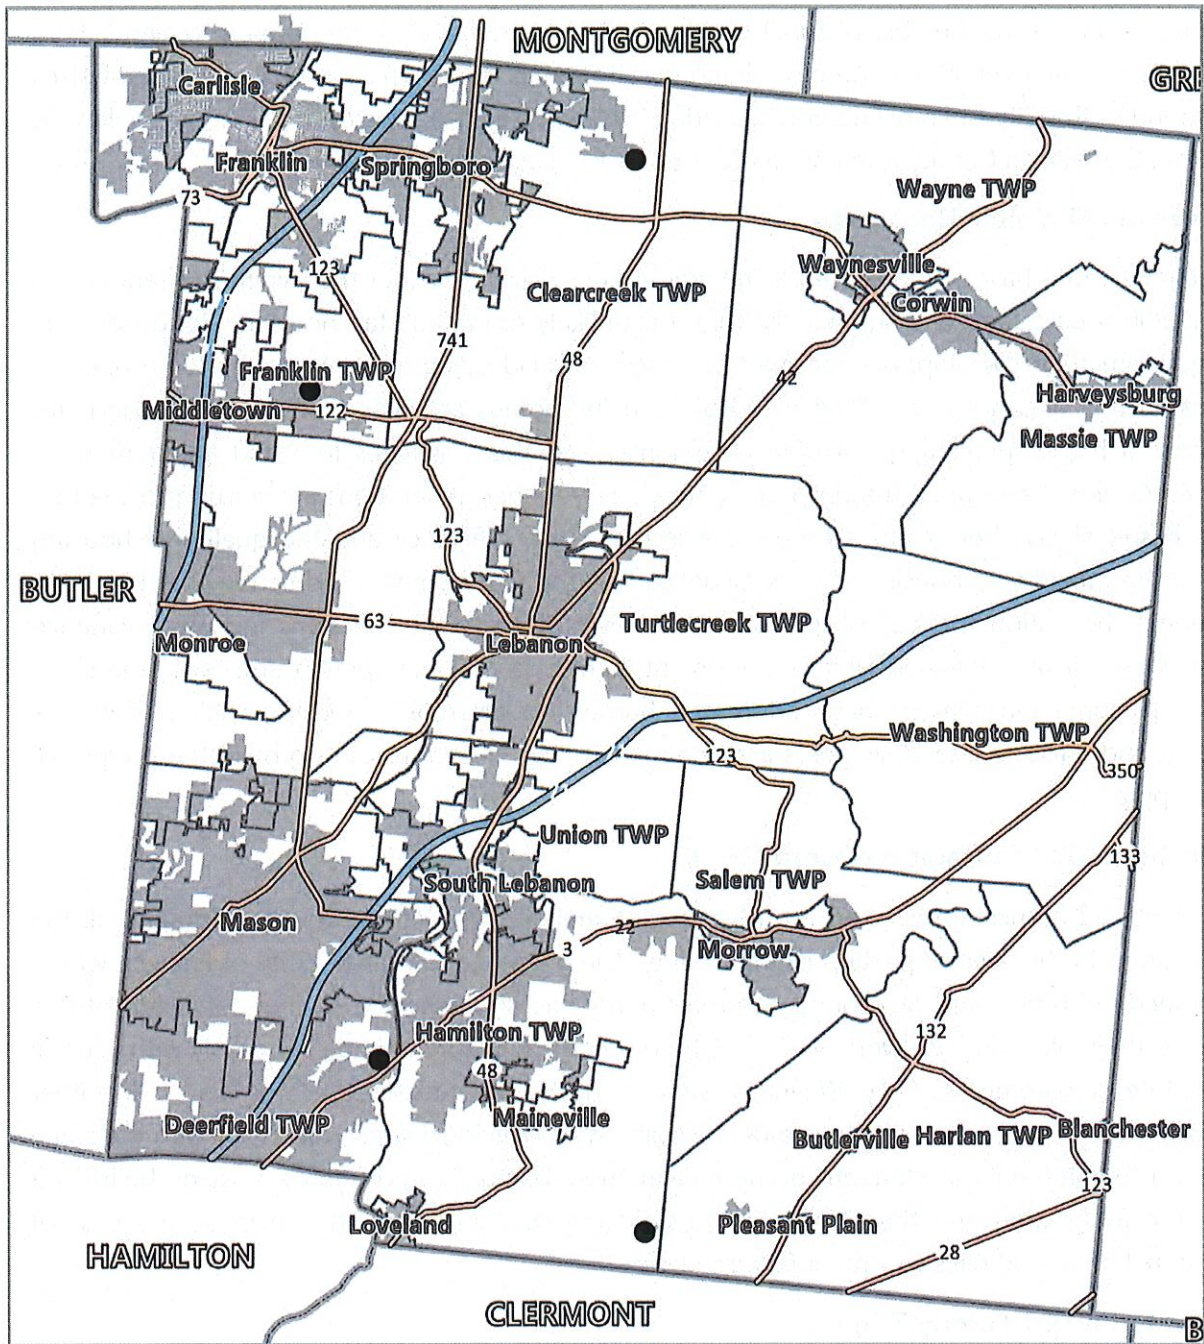 MONTGOMERY
GRE
Carlisle
Franklin
Springboro
73
Wayne TWP
123
Waynesville
Corwin
Clearcreek TWP
741
48
42
Franklin TWP
Middletown
122
Harveysburg
Massie TWP
123
BUTLER
Monroe
63
Lebanon
Turtlecreek TWP
Washington TWP
123
350
Union TWP
133
South Lebanon
Salem TWP
Mason
22
3
Morrow
Hamilton TWP
132
48
Maineville
Deerfield TWP
Butlerville
Harlan TWP
Blanchester
123
Loveland
Pleasant Plain
28
HAMILTON
CLERMONT
B